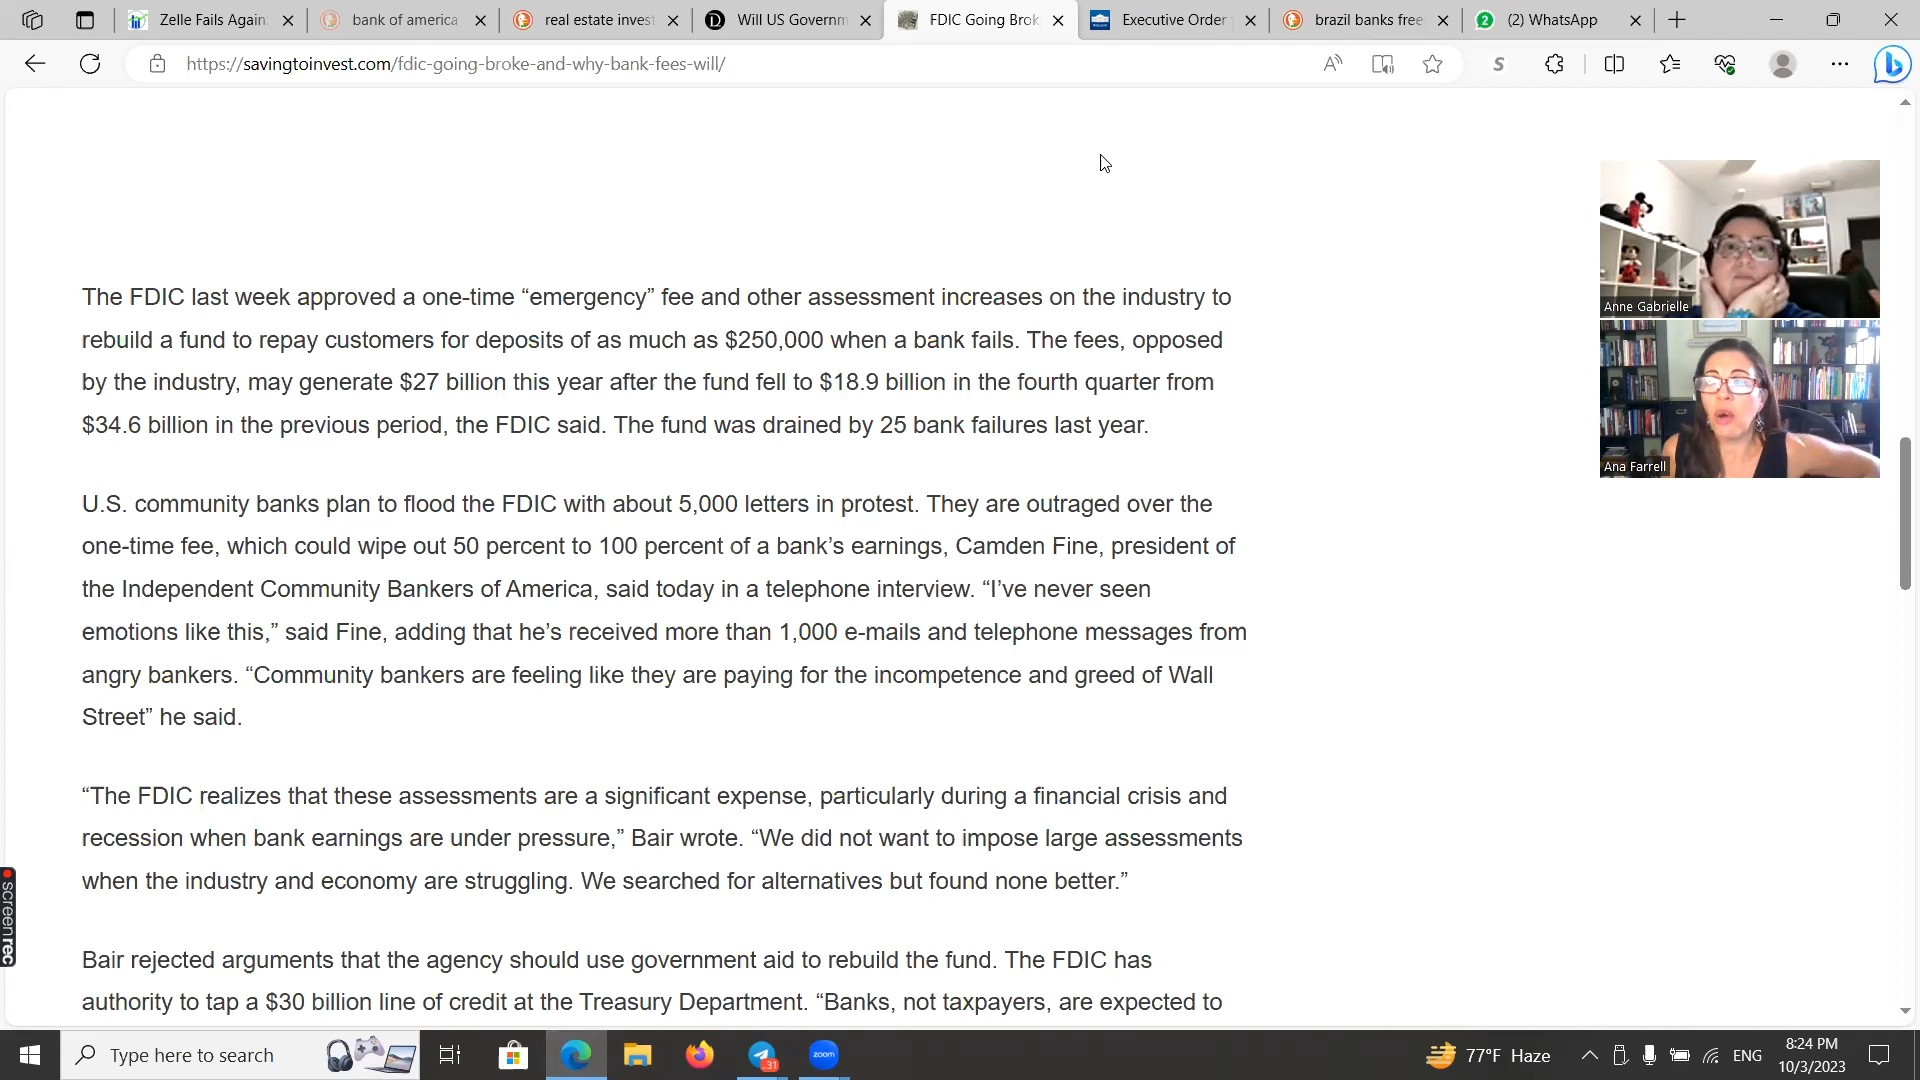 Zelle Fails Again
bank of america
real estate invest
Will US Governm
FDIC Going Brok
Executive Order
brazil banks free
(2) WhatsApp
https://savingtoinvest.com/fdic-going-broke-and-why-bank-fees-will/
The FDIC last week approved a one-time “emergency” fee and other assessment increases on the industry to
rebuild a fund to repay customers for deposits of as much as $250,000 when a bank fails. The fees, opposed
by the industry, may generate $27 billion this year after the fund fell to $18.9 billion in the fourth quarter from
$34.6 billion in the previous period, the FDIC said. The fund was drained by 25 bank failures last year.
U.S. community banks plan to flood the FDIC with about 5,000 letters in protest. They are outraged over the
one-time fee, which could wipe out 50 percent to 100 percent of a bank’s earnings, Camden Fine, president of
the Independent Community Bankers of America, said today in a telephone interview. “I’ve never seen
emotions like this,” said Fine, adding that he’s received more than 1,000 e-mails and telephone messages from
angry bankers. “Community bankers are feeling like they are paying for the incompetence and greed of Wall
Street” he said.
“The FDIC realizes that these assessments are a significant expense, particularly during a financial crisis and
recession when bank earnings are under pressure,” Bair wrote. “We did not want to impose large assessments
when the industry and economy are struggling. We searched for alternatives but found none better.”
Bair rejected arguments that the agency should use government aid to rebuild the fund. The FDIC has
authority to tap a $30 billion line of credit at the Treasury Department. “Banks, not taxpayers, are expected to
Anne Gabrielle
Ana Farrell
screenrec
Type here to search
31
zoom
77°F Haze
ENG
8:24 PM
10/3/2023